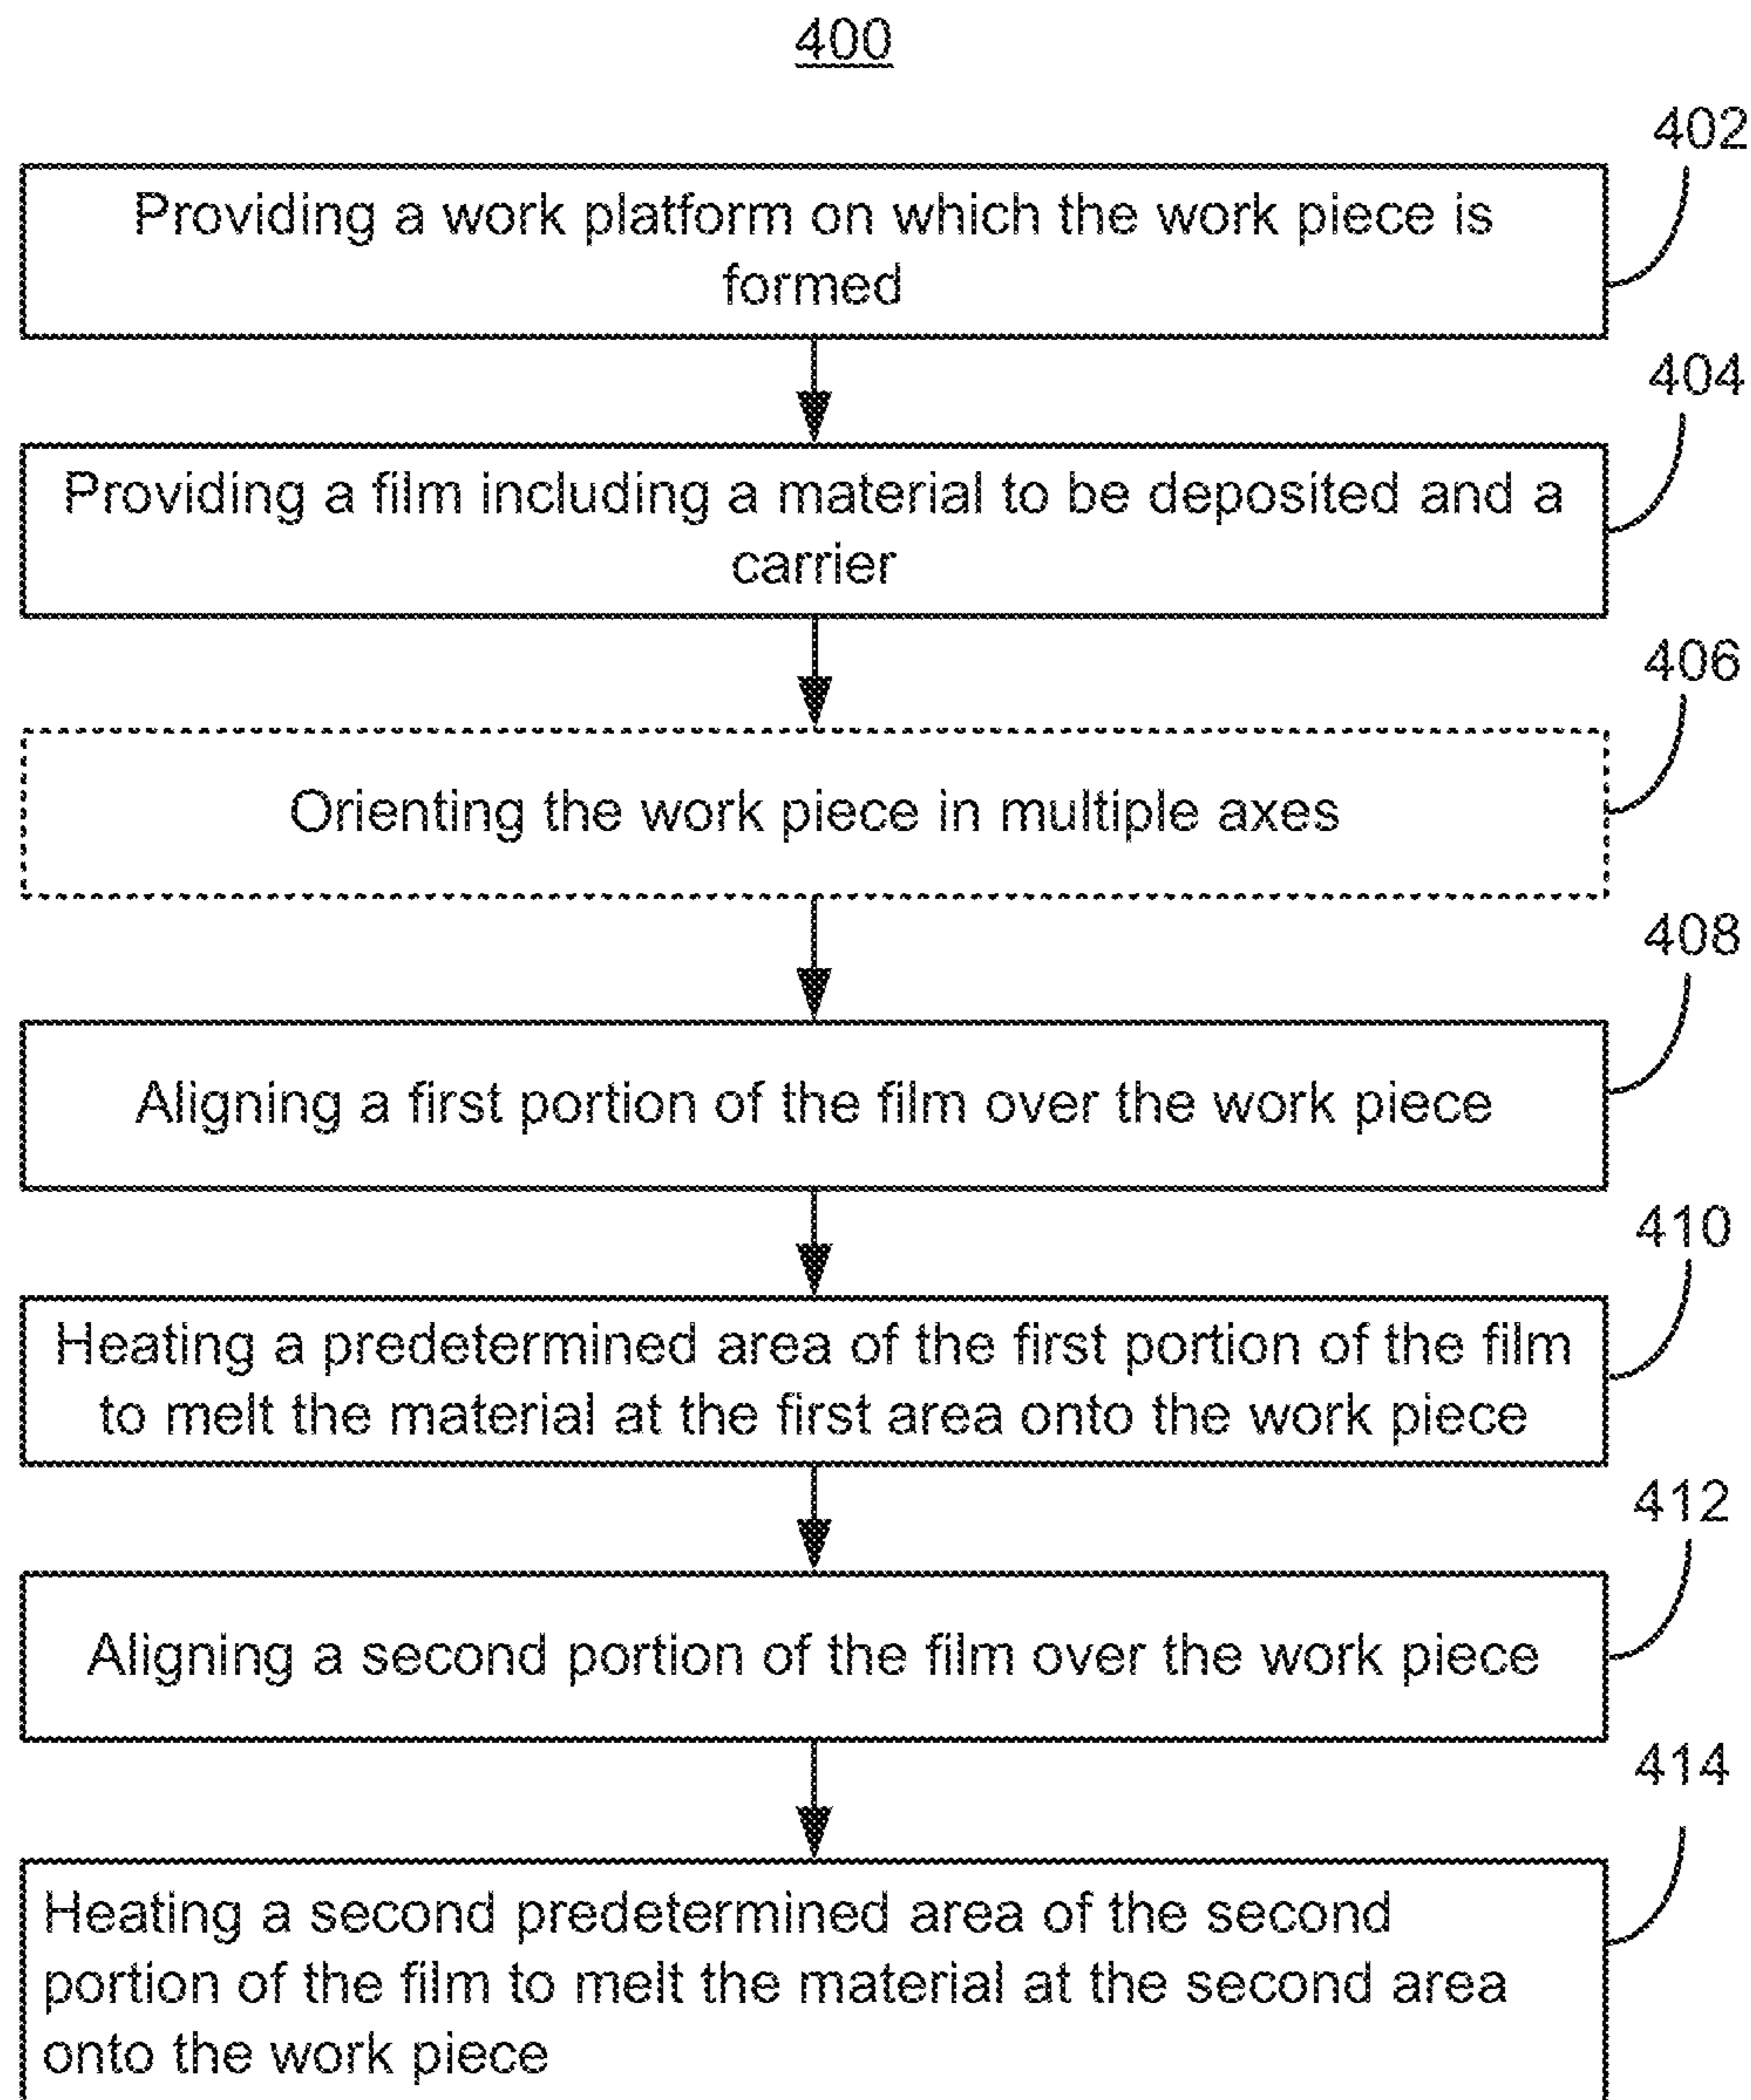 400
402
Providing a work platform on which the work piece is
formed
404
Providing a film including a material to be deposited and a
carrier
406
Orienting the work piece in multiple axes
408
Aligning a first portion of the film over the work piece
410
Heating a predetermined area of the first portion of the film
to melt the material at the first area onto the work piece
412
Aligning a second portion of the film over the work piece
414
Heating a second predetermined area of the second
portion of the film to melt the material at the second area
onto the work piece